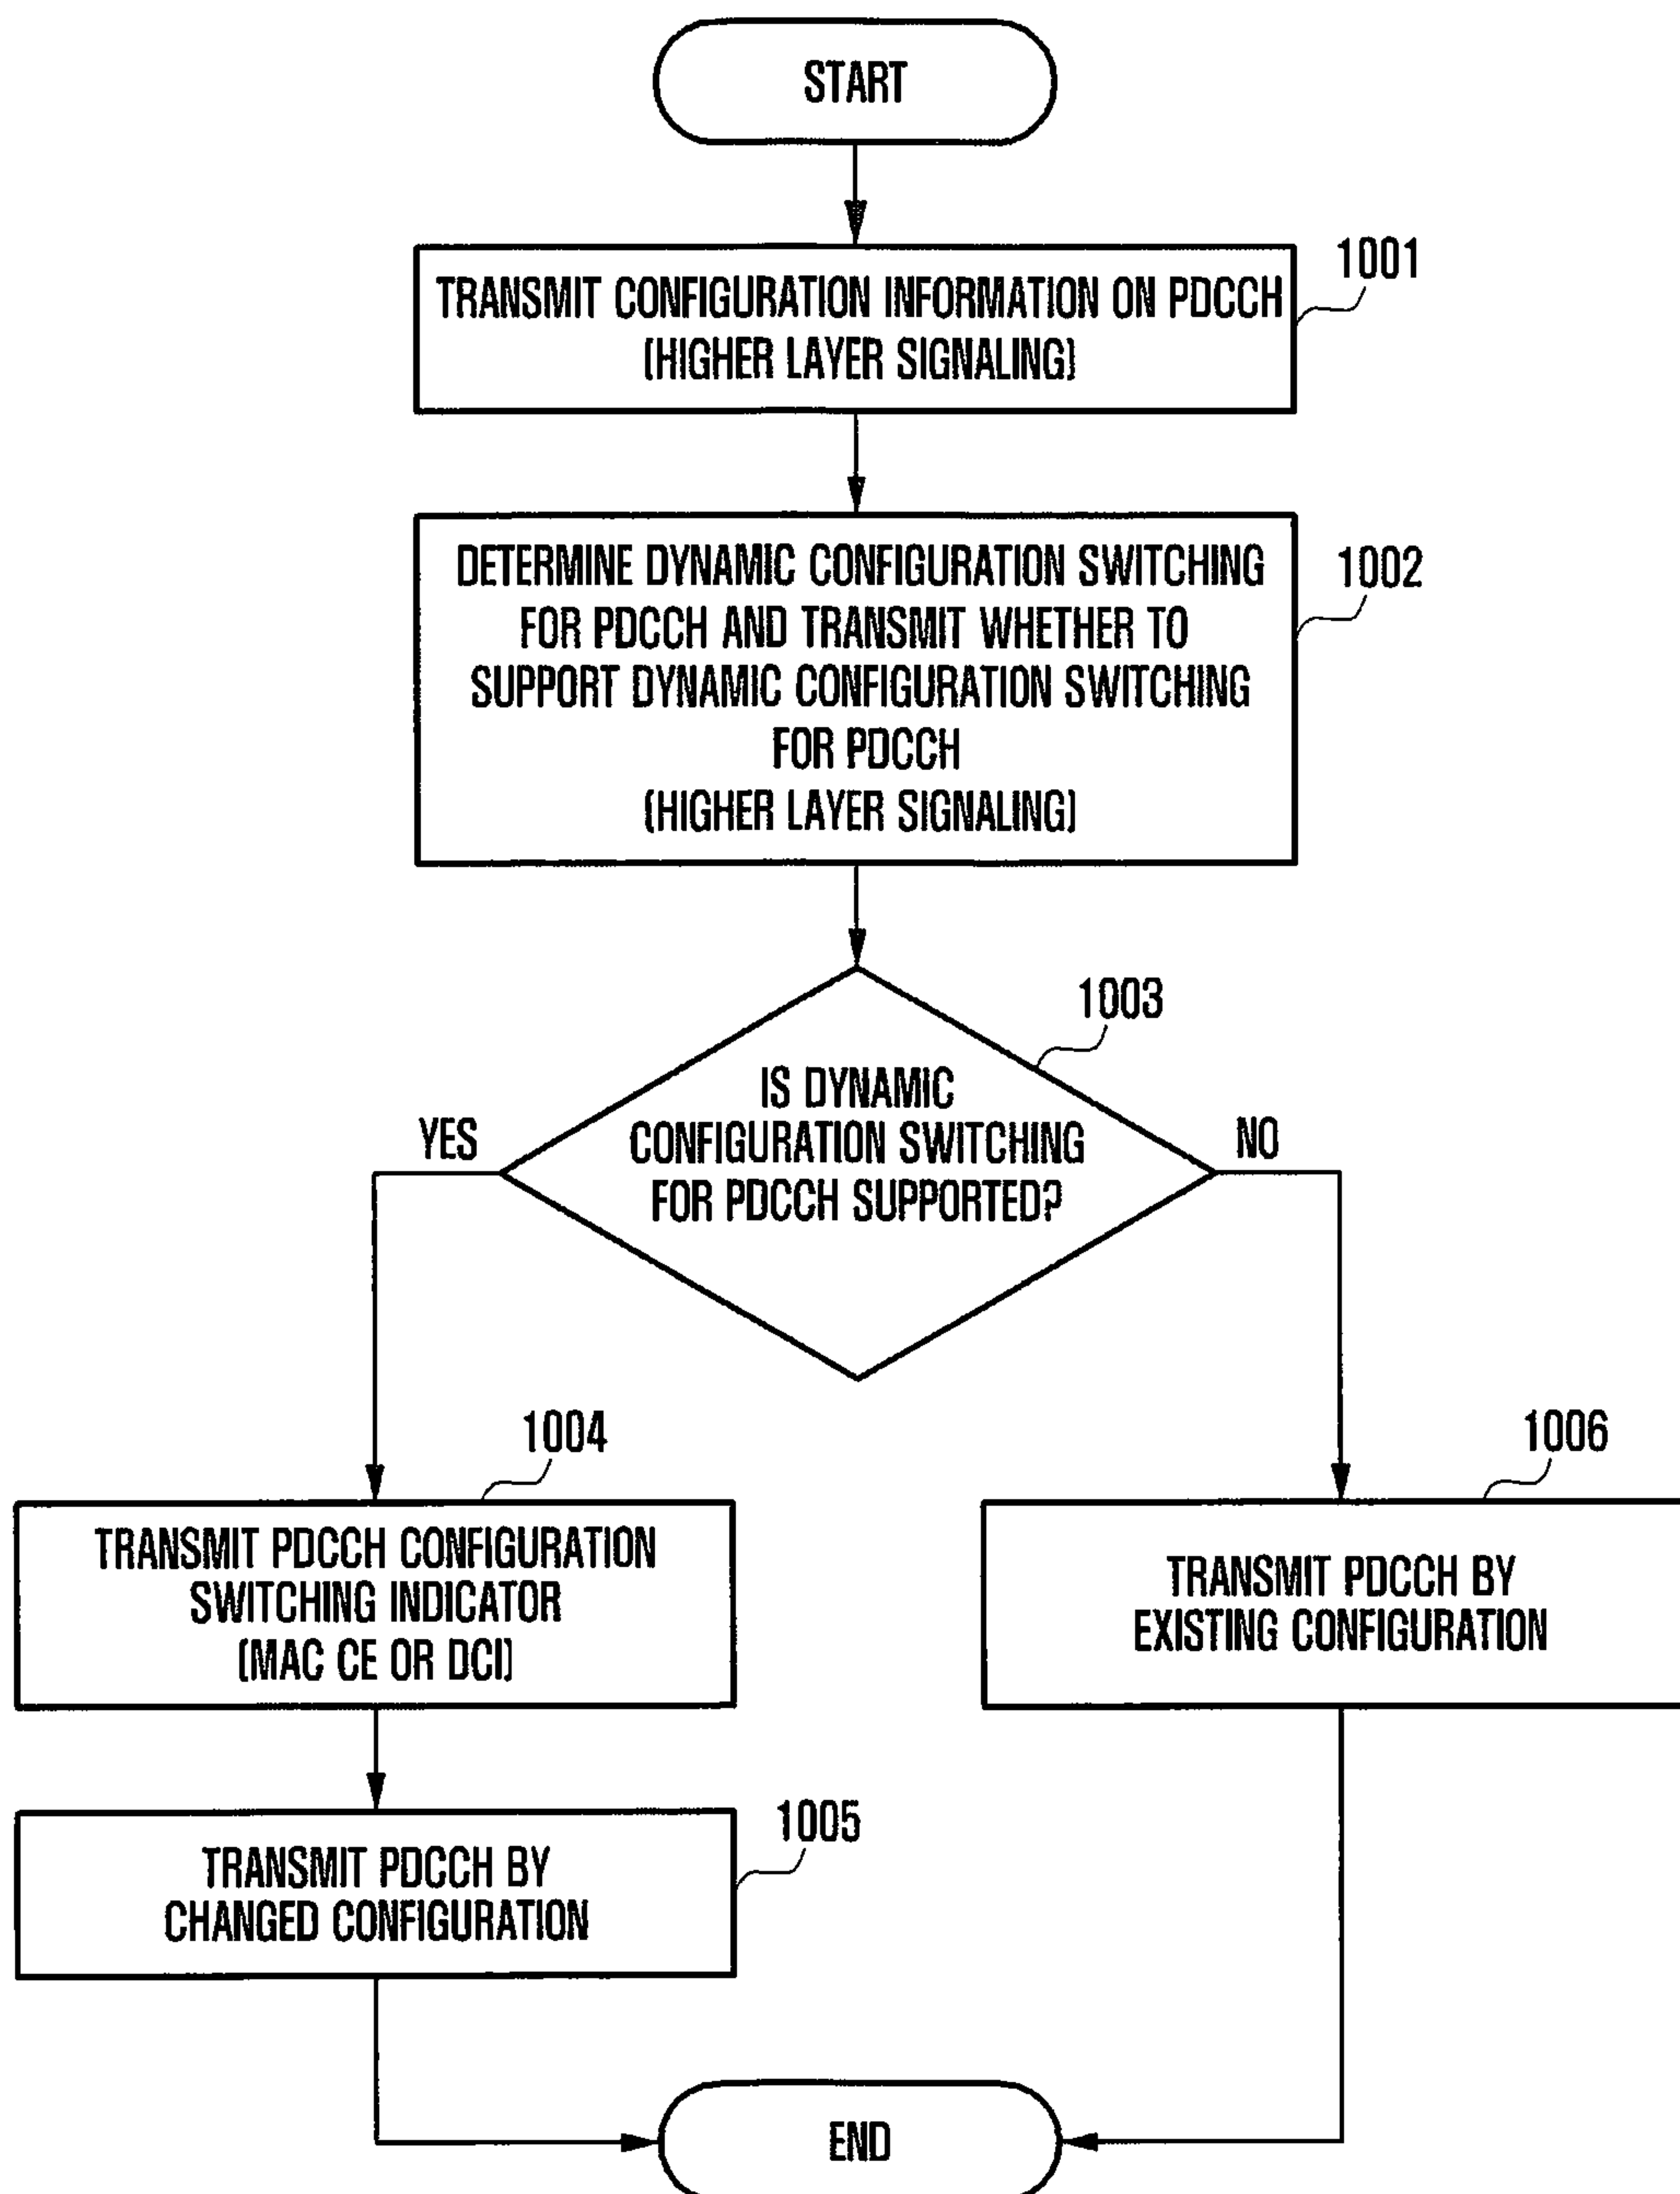 START
1001
TRANSMIT CONFIGURATION INFORMATION ON PDCCH
(HIGHER LAYER SIGNALING)
1002
DETERMINE DYNAMIC CONFIGURATION SWITCHING
FOR PDCCH AND TRANSMIT WHETHER TO
SUPPORT DYNAMIC CONFIGURATION SWITCHING
FOR PDCCH
(HIGHER LAYER SIGNALING)
1003
IS DYNAMIC
CONFIGURATION SWITCHING
FOR PDCCH SUPPORTED?
YES
NO
1004
TRANSMIT PDCCH CONFIGURATION
SWITCHING INDICATOR
(MAC CE OR DCI)
1006
TRANSMIT PDCCH BY
EXISTING CONFIGURATION
1005
TRANSMIT PDCCH BY
CHANGED CONFIGURATION
END